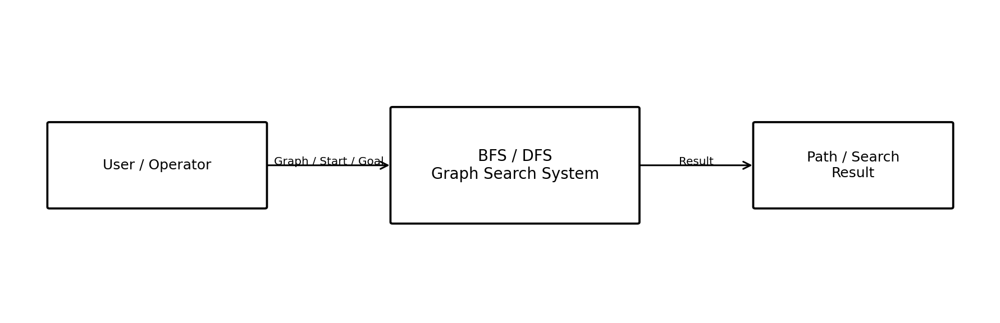 User / Operator
Graph / Start / Goal
BFS / DFS
Graph Search System
Result
Path / Search
Result